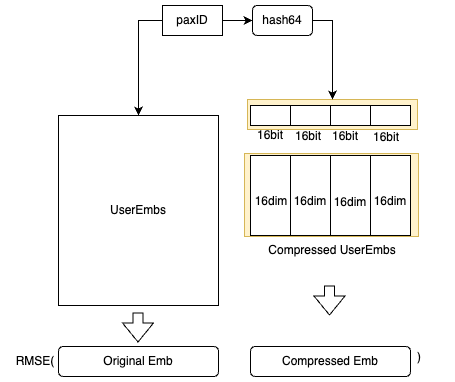 paxID
hash64
16bit 16bit 16bit 16bit
UserEmbs
16dim 16dim 16dim 16dim
Compressed UserEmbs
RMSE( Original Emb Compressed Emb )